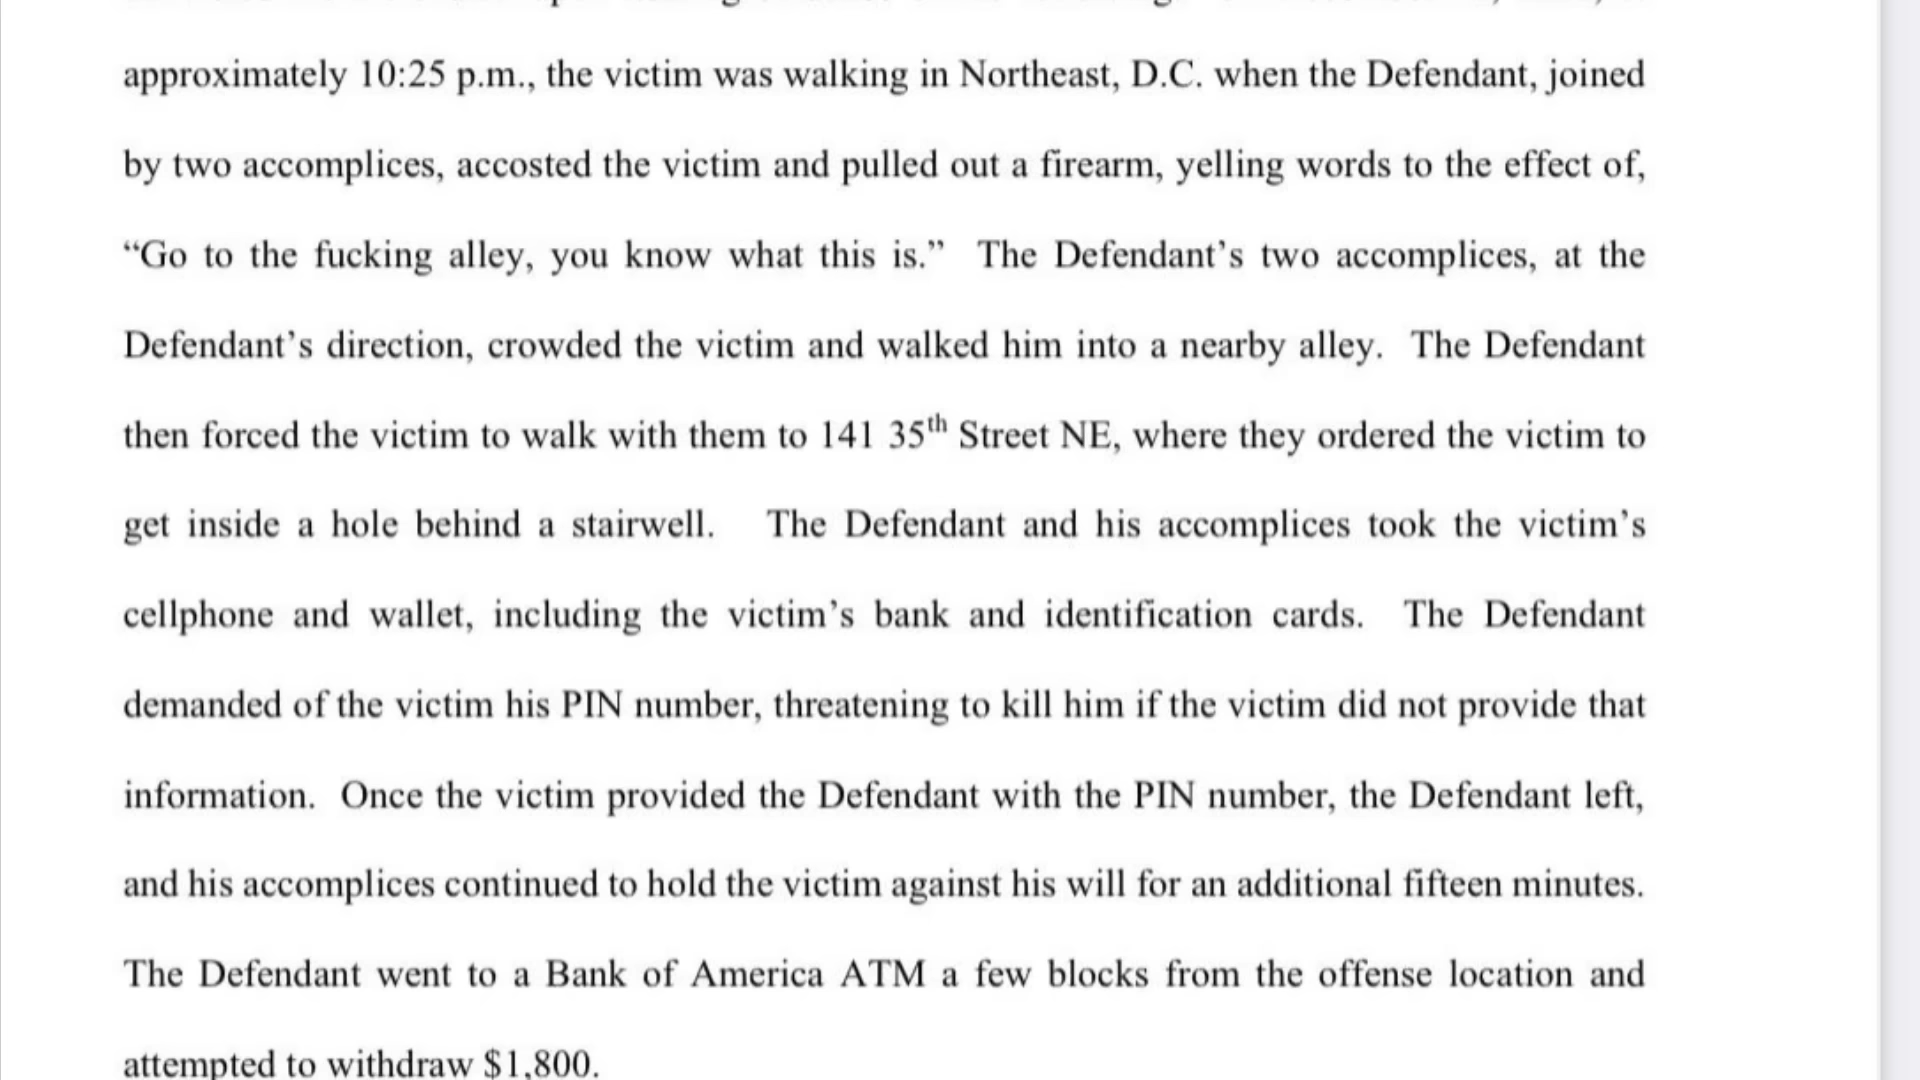 approximately 10:25 p.m., the victim was walking in Northeast, D.C. when the Defendant, joined
by two accomplices, accosted the victim and pulled out a firearm, yelling words to the effect of,
“Go to the fucking alley, you know what this is.” The Defendant’s two accomplices, at the
Defendant’s direction, crowded the victim and walked him into a nearby alley. The Defendant
then forced the victim to walk with them to 141 35th Street NE, where they ordered the victim to
get inside a hole behind a stairwell. The Defendant and his accomplices took the victim’s
cellphone and wallet, including the victim’s bank and identification cards. The Defendant
demanded of the victim his PIN number, threatening to kill him if the victim did not provide that
information. Once the victim provided the Defendant with the PIN number, the Defendant left,
and his accomplices continued to hold the victim against his will for an additional fifteen minutes.
The Defendant went to a Bank of America ATM a few blocks from the offense location and
attempted to withdraw $1,800.